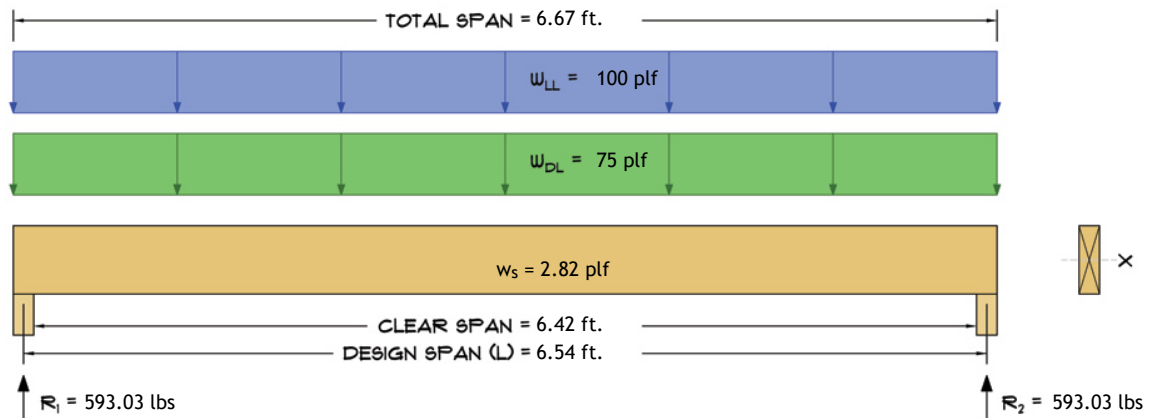 TOTAL SPAN = 6.67 ft.
WLL = 100 plf
WDL = 75 plf
ws = 2.82 plf
X
CLEAR SPAN = 6.42 ft.
DESIGN SPAN (L) = 6.54 ft.
R1 = 593.03 lbs
R2 = 593.03 lbs